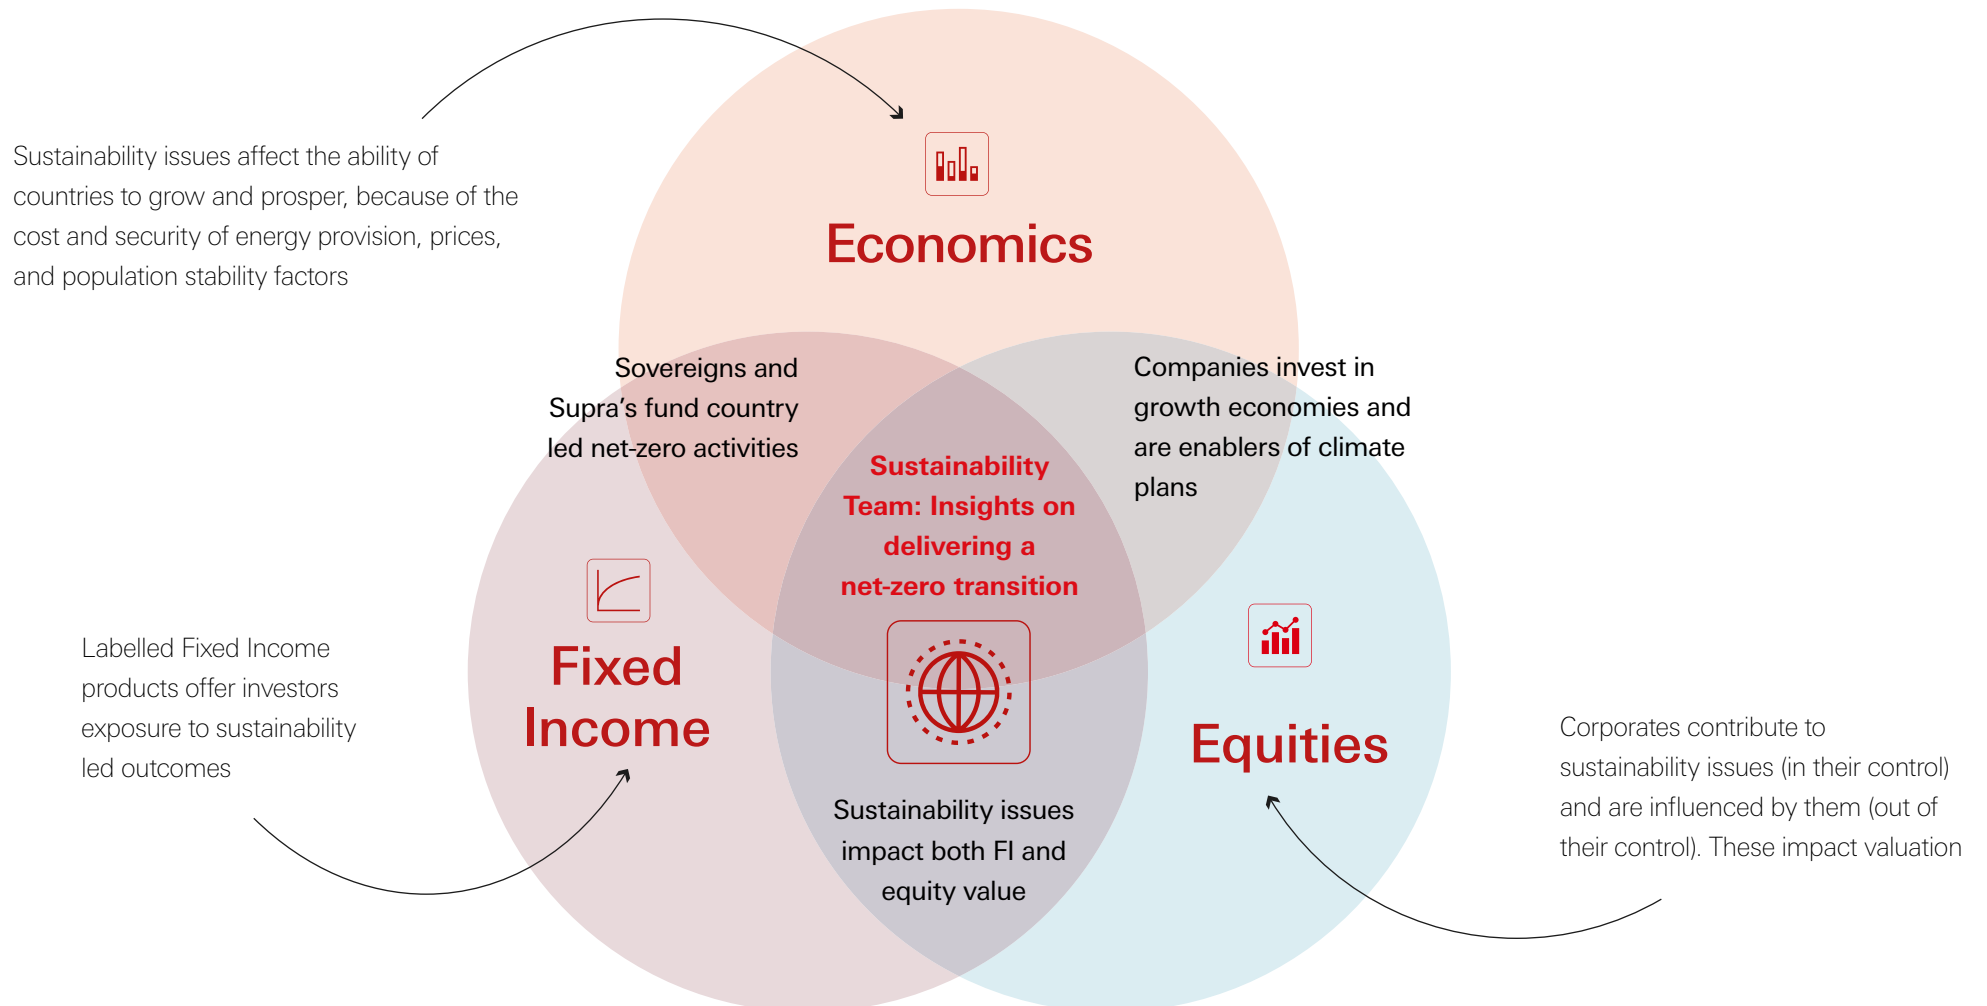 Sustainability issues affect the ability of
countries to grow and prosper, because of the
cost and security of energy provision, prices,
and population stability factors
Economics
Sovereigns and
Supra’s fund country
led net-zero activities
Companies invest in
growth economies and
are enablers of climate
plans
Sustainability
Team: Insights on
delivering a
net-zero transition
Fixed
Income
Labelled Fixed Income
products offer investors
exposure to sustainability
led outcomes
Equities
Corporates contribute to
sustainability issues (in their control)
and are influenced by them (out of
their control). These impact valuation
Sustainability issues
impact both FI and
equity value